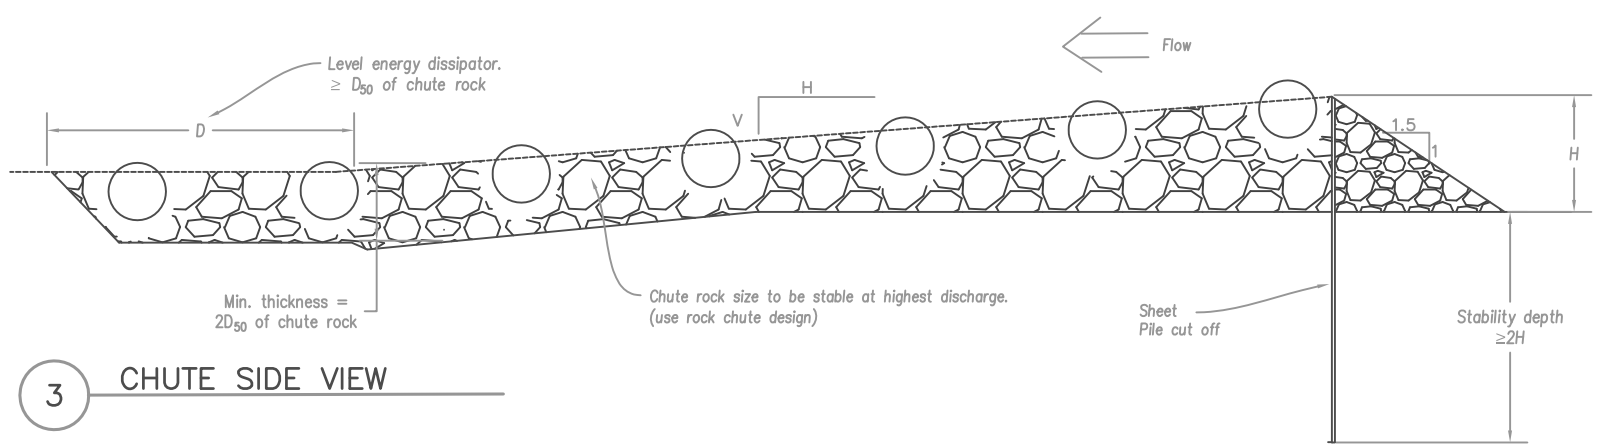 Flow
Level energy dissipator.
≥ D50 of chute rock
D
H
V
1.5
1
H
Min. thickness =
2D50 of chute rock
Chute rock size to be stable at highest discharge.
(use rock chute design)
Sheet
Pile cut off
Stability depth
≥2H
3 CHUTE SIDE VIEW